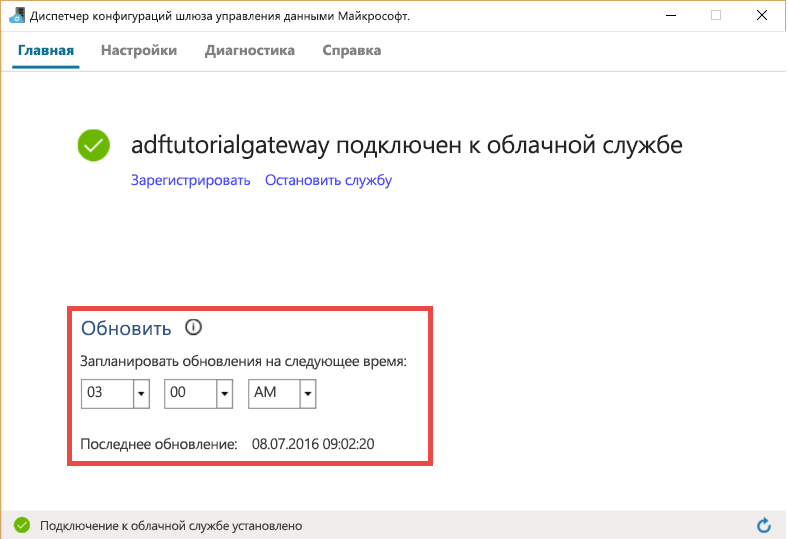 Диспетчер конфигураций шлюза управления данными Майкрософт.
Главная Настройки Диагностика Справка
adftutorialgateway подключен к облачной службе
Зарегистрировать Остановить службу
Обновить
Запланировать обновления на следующее время:
03 00 AM
Последнее обновление: 08.07.2016 09:02:20
Подключение к облачной службе установлено